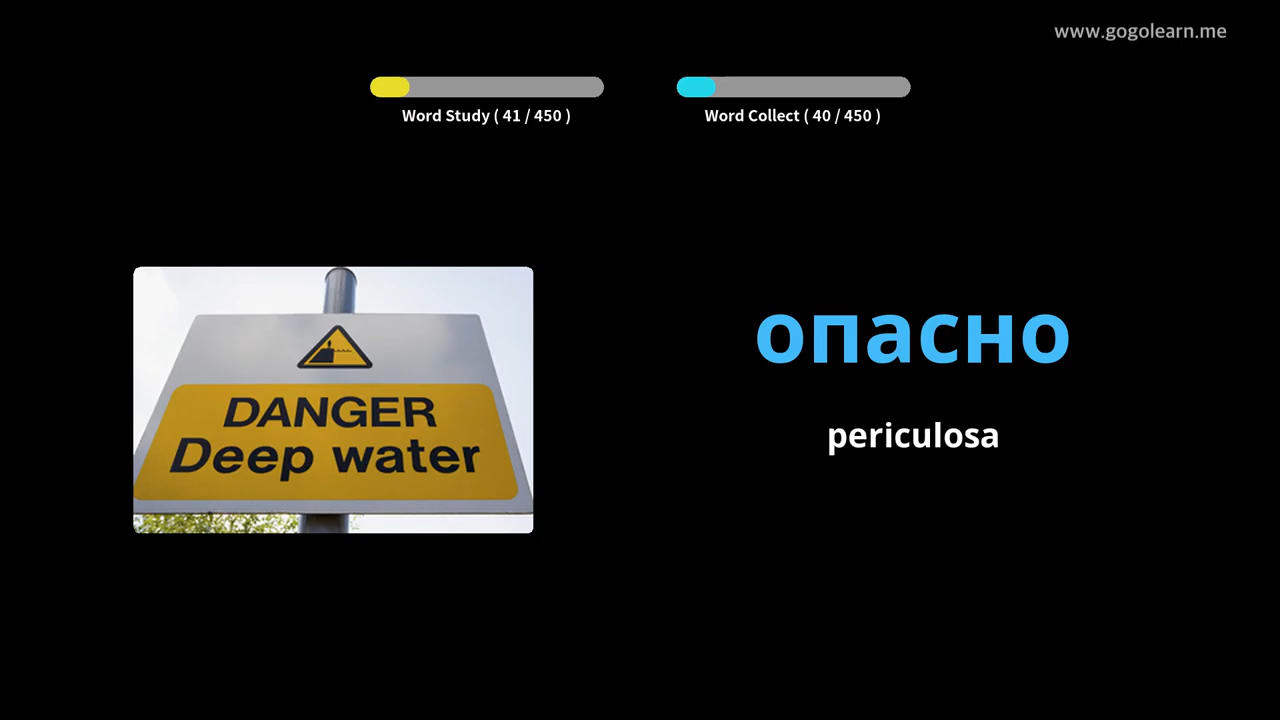 www.gogolearn.me
Word Study ( 41 / 450 )
Word Collect ( 40 / 450 )
DANGER
Deep water
опасно
periculosa